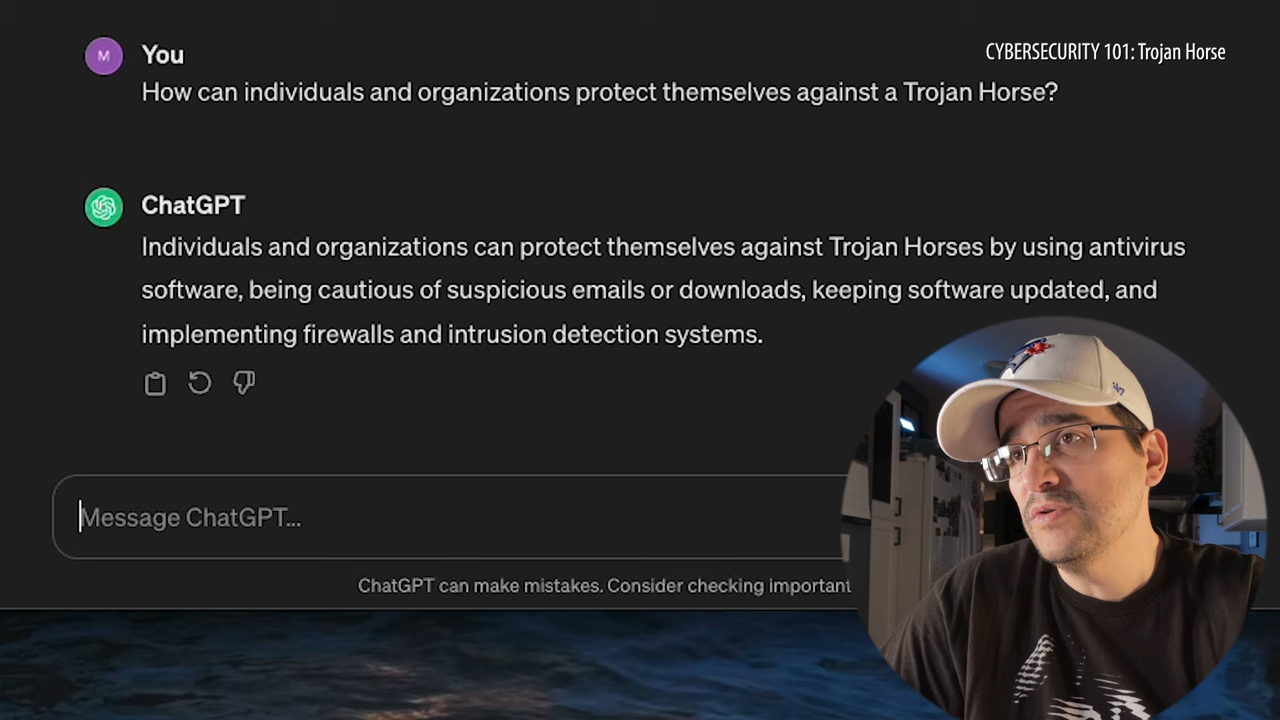 M
You
CYBERSECURITY 101: Trojan Horse
How can individuals and organizations protect themselves against a Trojan Horse?
ChatGPT
Individuals and organizations can protect themselves against Trojan Horses by using antivirus
software, being cautious of suspicious emails or downloads, keeping software updated, and
implementing firewalls and intrusion detection systems.
Message ChatGPT...
ChatGPT can make mistakes. Consider checking important
'47